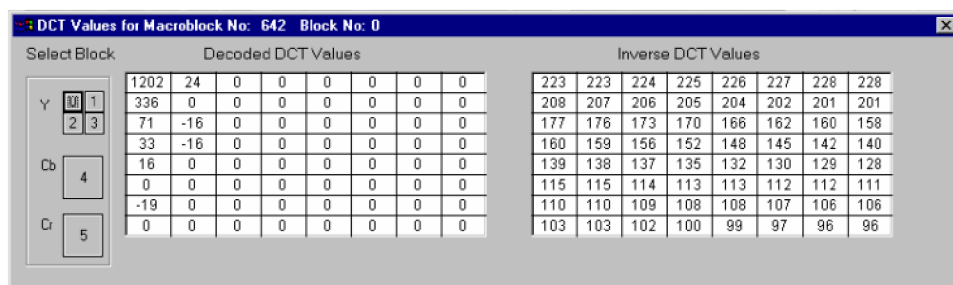 DCT Values for Macroblock No: 642 Block No: 0
Select Block Decoded DCT Values Inverse DCT Values
1202 24 0 0 0 0 0 0 223 223 224 225 226 227 228 228
Y 0 1 336 0 0 0 0 0 0 0 208 207 206 205 204 202 201 201
2 3 71 -16 0 0 0 0 0 0 177 176 173 170 166 162 160 158
33 -16 0 0 0 0 0 0 160 159 156 152 148 145 142 140
Cb 4 16 0 0 0 0 0 0 0 139 138 137 135 132 130 129 128
0 0 0 0 0 0 0 0 115 115 114 113 113 112 112 111
-19 0 0 0 0 0 0 0 110 110 109 108 108 107 106 106
Cr 5 0 0 0 0 0 0 0 0 103 103 102 100 99 97 96 96